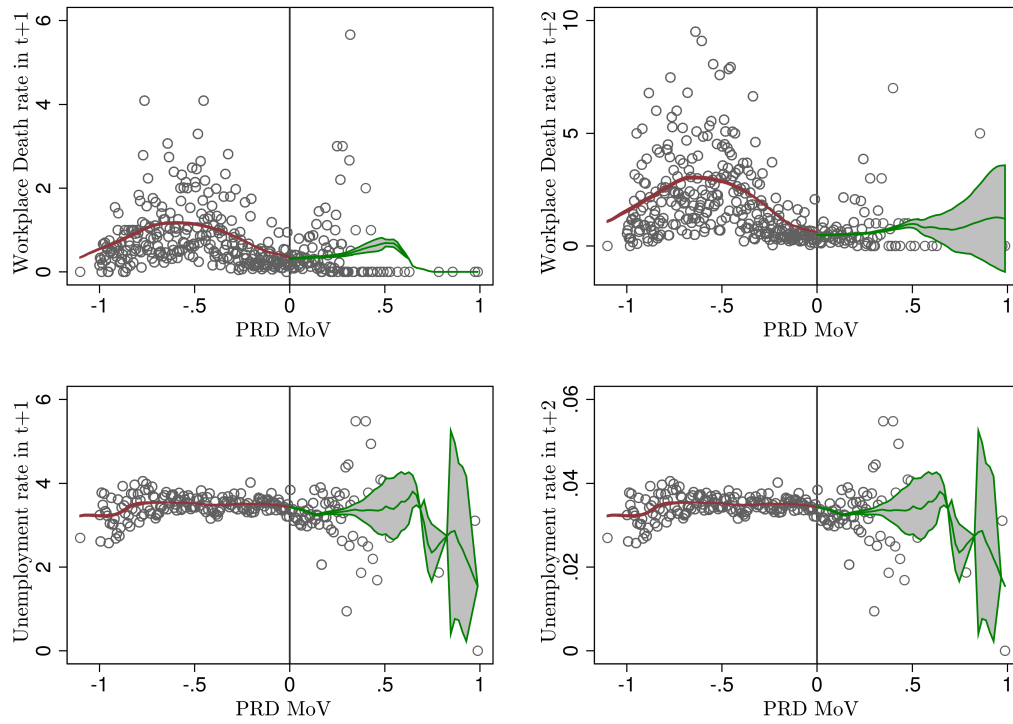 Workplace Death rate in t+1
6
4
2
0
-1 -.5 0 .5 1
PRD MoV
Workplace Death rate in t+2
10
5
0
-1 -.5 0 .5 1
PRD MoV
Unemployment rate in t+1
6
4
2
0
-1 -.5 0 .5 1
PRD MoV
Unemployment rate in t+2
.06
.04
.02
0
-1 -.5 0 .5 1
PRD MoV